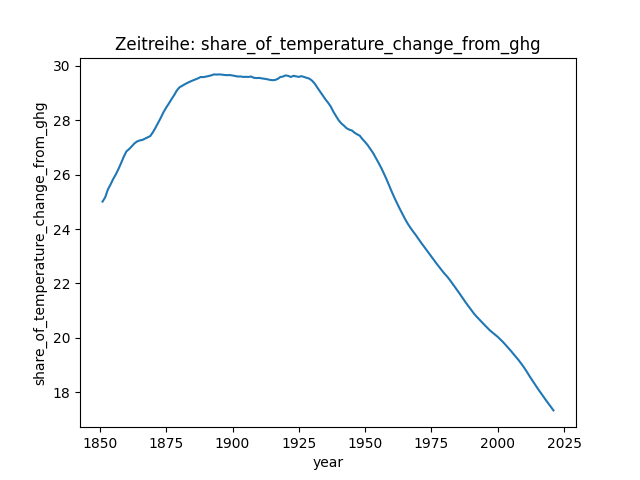 Zeitreihe: share_of_temperature_change_from_ghg
share_of_temperature_change_from_ghg
30
28
26
24
22
20
18
1850 1875 1900 1925 1950 1975 2000 2025
year